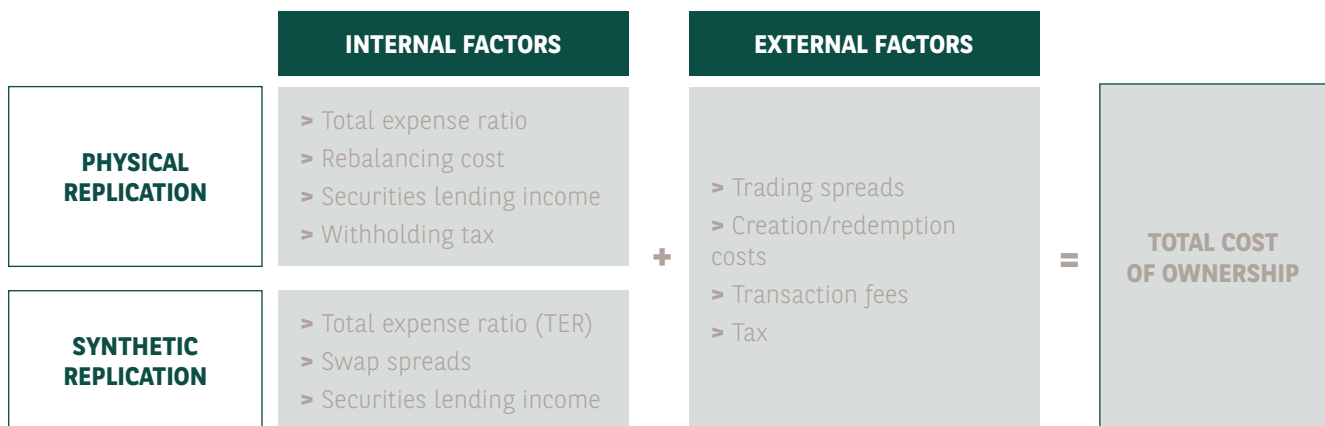 INTERNAL FACTORS
EXTERNAL FACTORS
PHYSICAL
REPLICATION
> Total expense ratio
> Rebalancing cost
> Securities lending income
> Withholding tax
SYNTHETIC
REPLICATION
> Total expense ratio (TER)
> Swap spreads
> Securities lending income
+
> Trading spreads
> Creation/redemption
costs
> Transaction fees
> Tax
=
TOTAL COST
OF OWNERSHIP